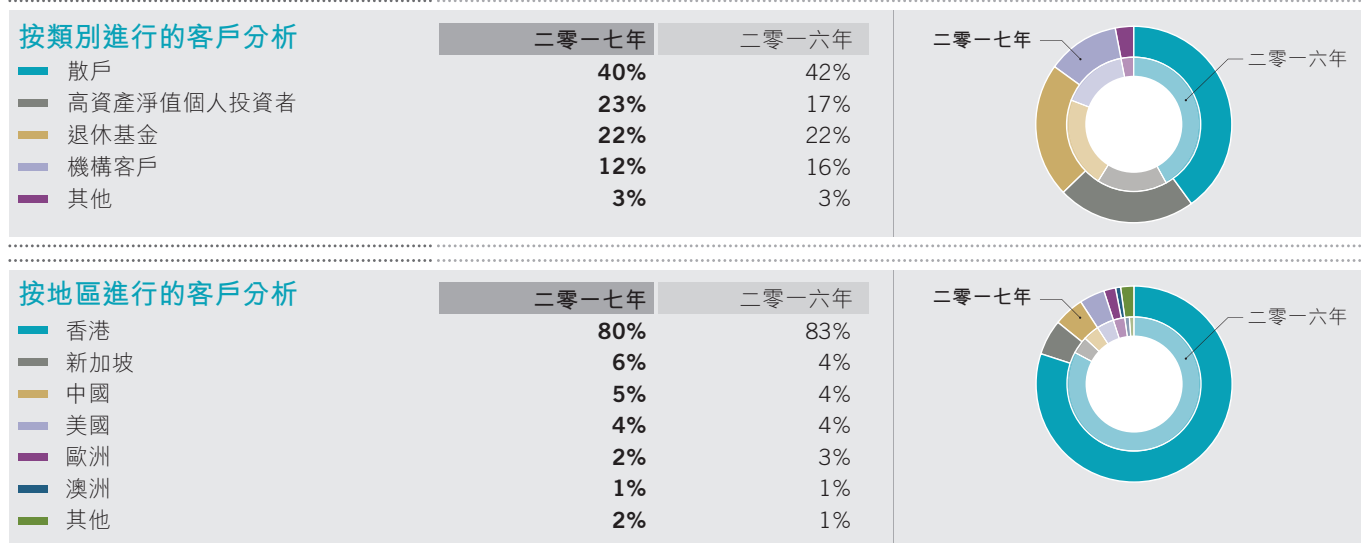 按類別進行的客戶分析 二零一七年 二零一六年
散戶 40% 42%
高資產淨值個人投資者 23% 17%
退休基金 22% 22%
機構客戶 12% 16%
其他 3% 3%
二零一七年
二零一六年
按地區進行的客戶分析 二零一七年 二零一六年
香港 80% 83%
新加坡 6% 4%
中國 5% 4%
美國 4% 4%
歐洲 2% 3%
澳洲 1% 1%
其他 2% 1%
二零一七年
二零一六年